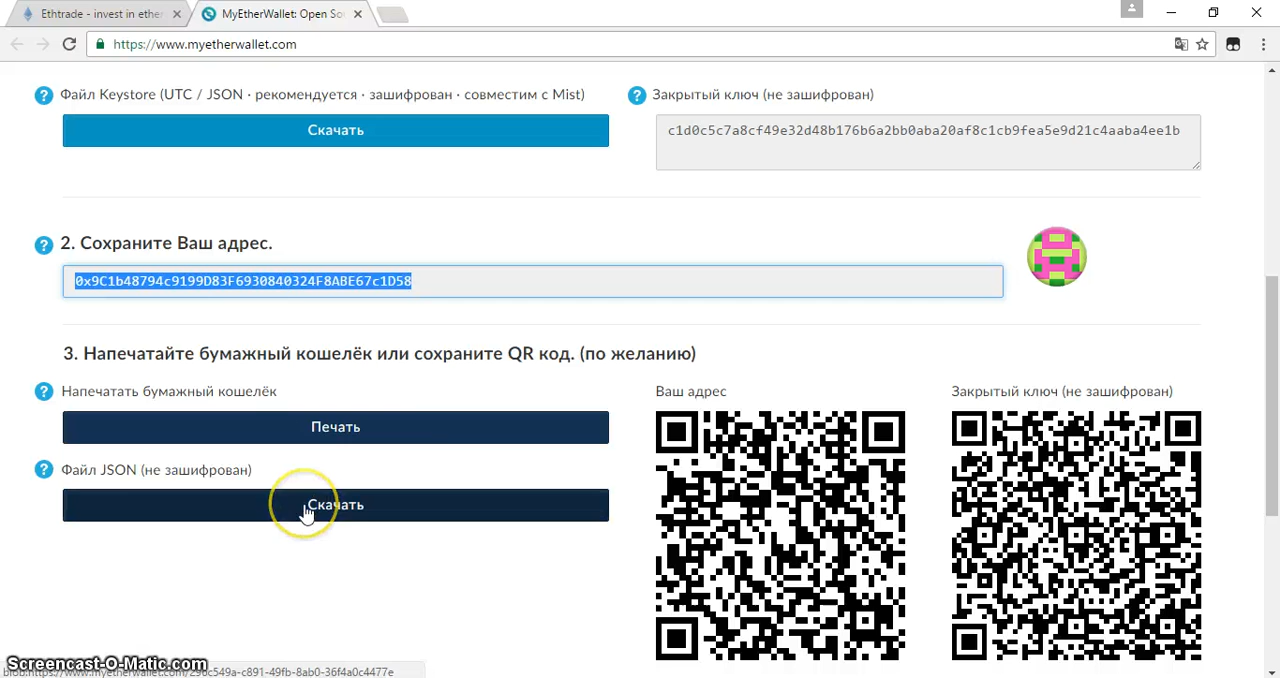 Ethtrade - invest in ether
MyEtherWallet: Open So
https://www.myetherwallet.com
Файл Keystore (UTC / JSON · рекомендуется · зашифрован · совместим с Mist)
Закрытый ключ (не зашифрован)
Скачать
c1d0c5c7a8cf49e32d48b176b6a2bb0aba20af8c1cb9fea5e9d21c4aaba4ee1b
2. Сохраните Ваш адрес.
0x9C1b48794c9199D83F6930840324F8ABE67c1D58
3. Напечатайте бумажный кошелёк или сохраните QR код. (по желанию)
Напечатать бумажный кошелёк
Ваш адрес
Закрытый ключ (не зашифрован)
Печать
Файл JSON (не зашифрован)
Скачать
Screencast-O-Matic.com